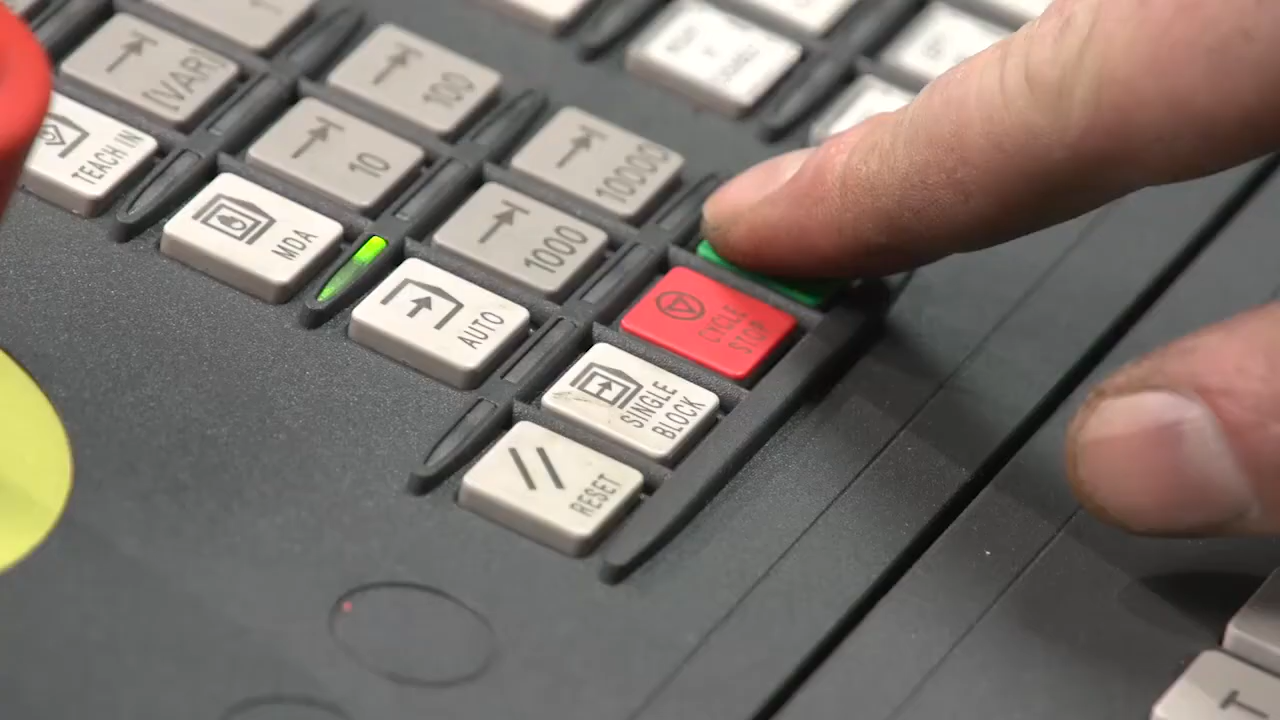 [VAR]
100
TEACH IN
10
10000
MDA
1000
AUTO
CYCLE
STOP
SINGLE
BLOCK
RESET
T